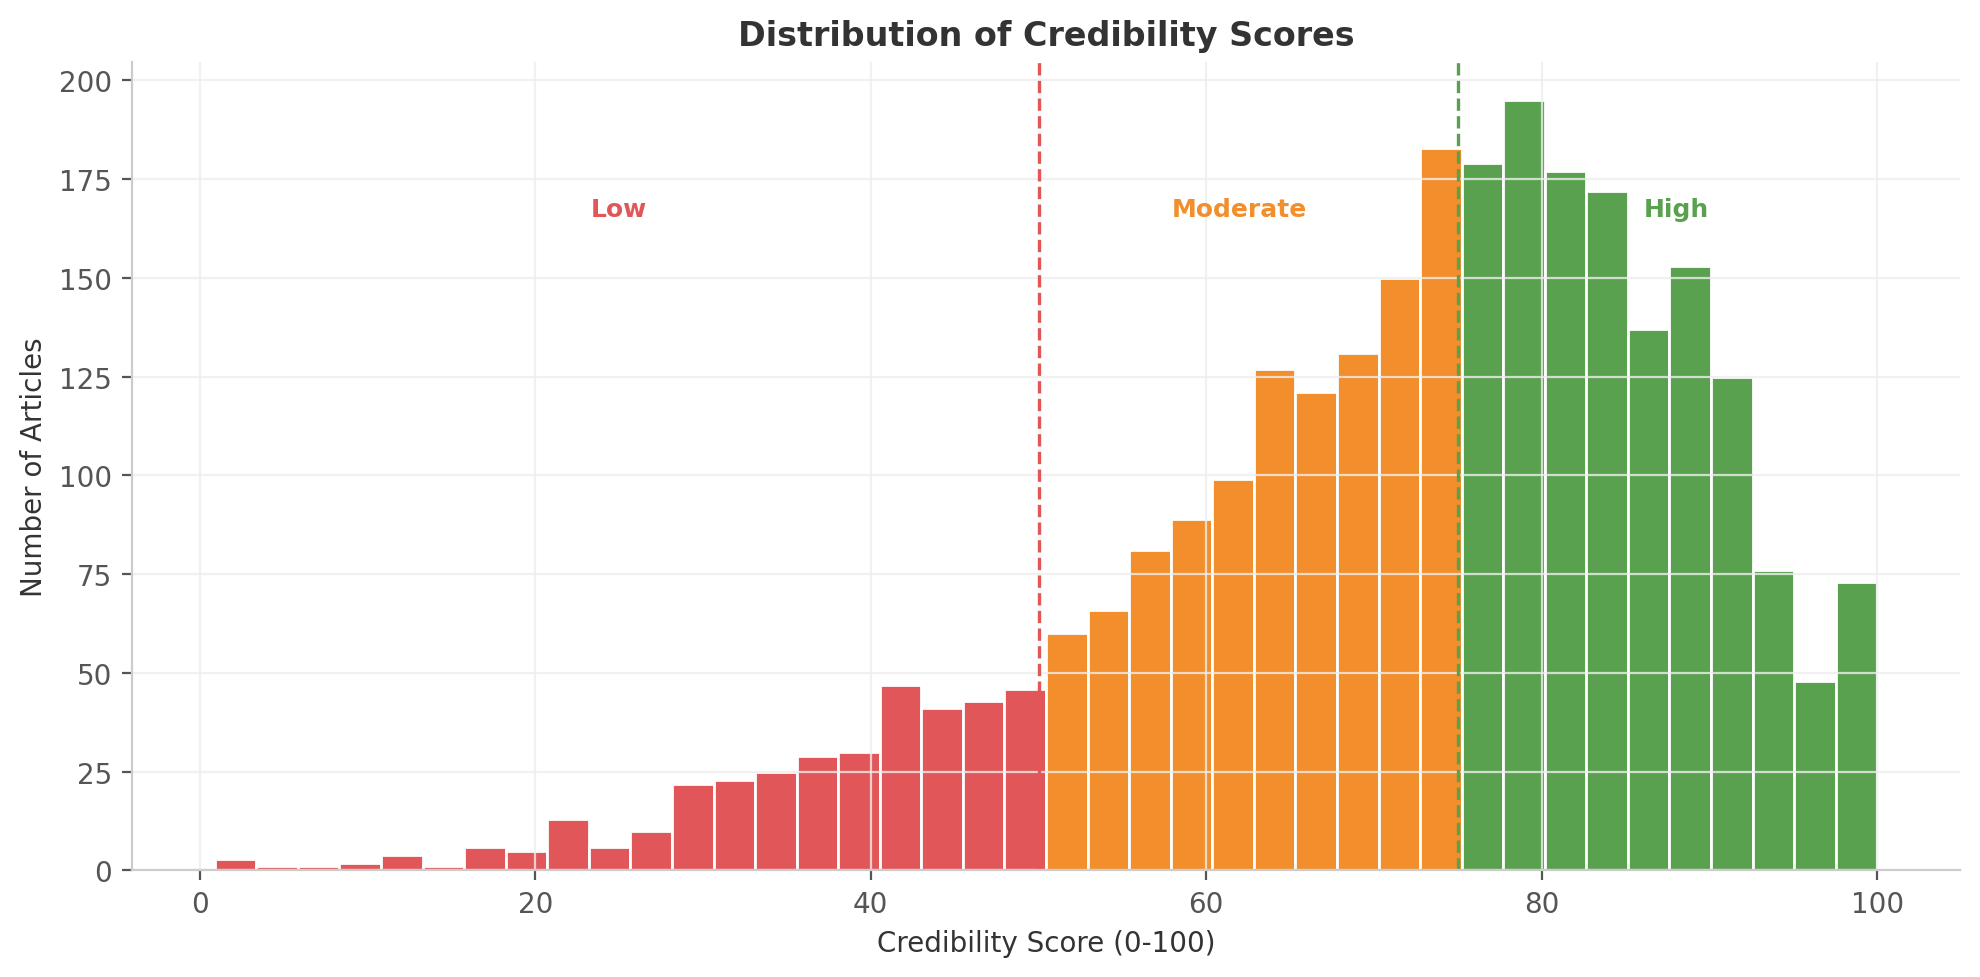 Distribution of Credibility Scores
200
175
150
125
100
75
50
25
0
Number of Articles
Low
Moderate
High
0 20 40 60 80 100
Credibility Score (0-100)